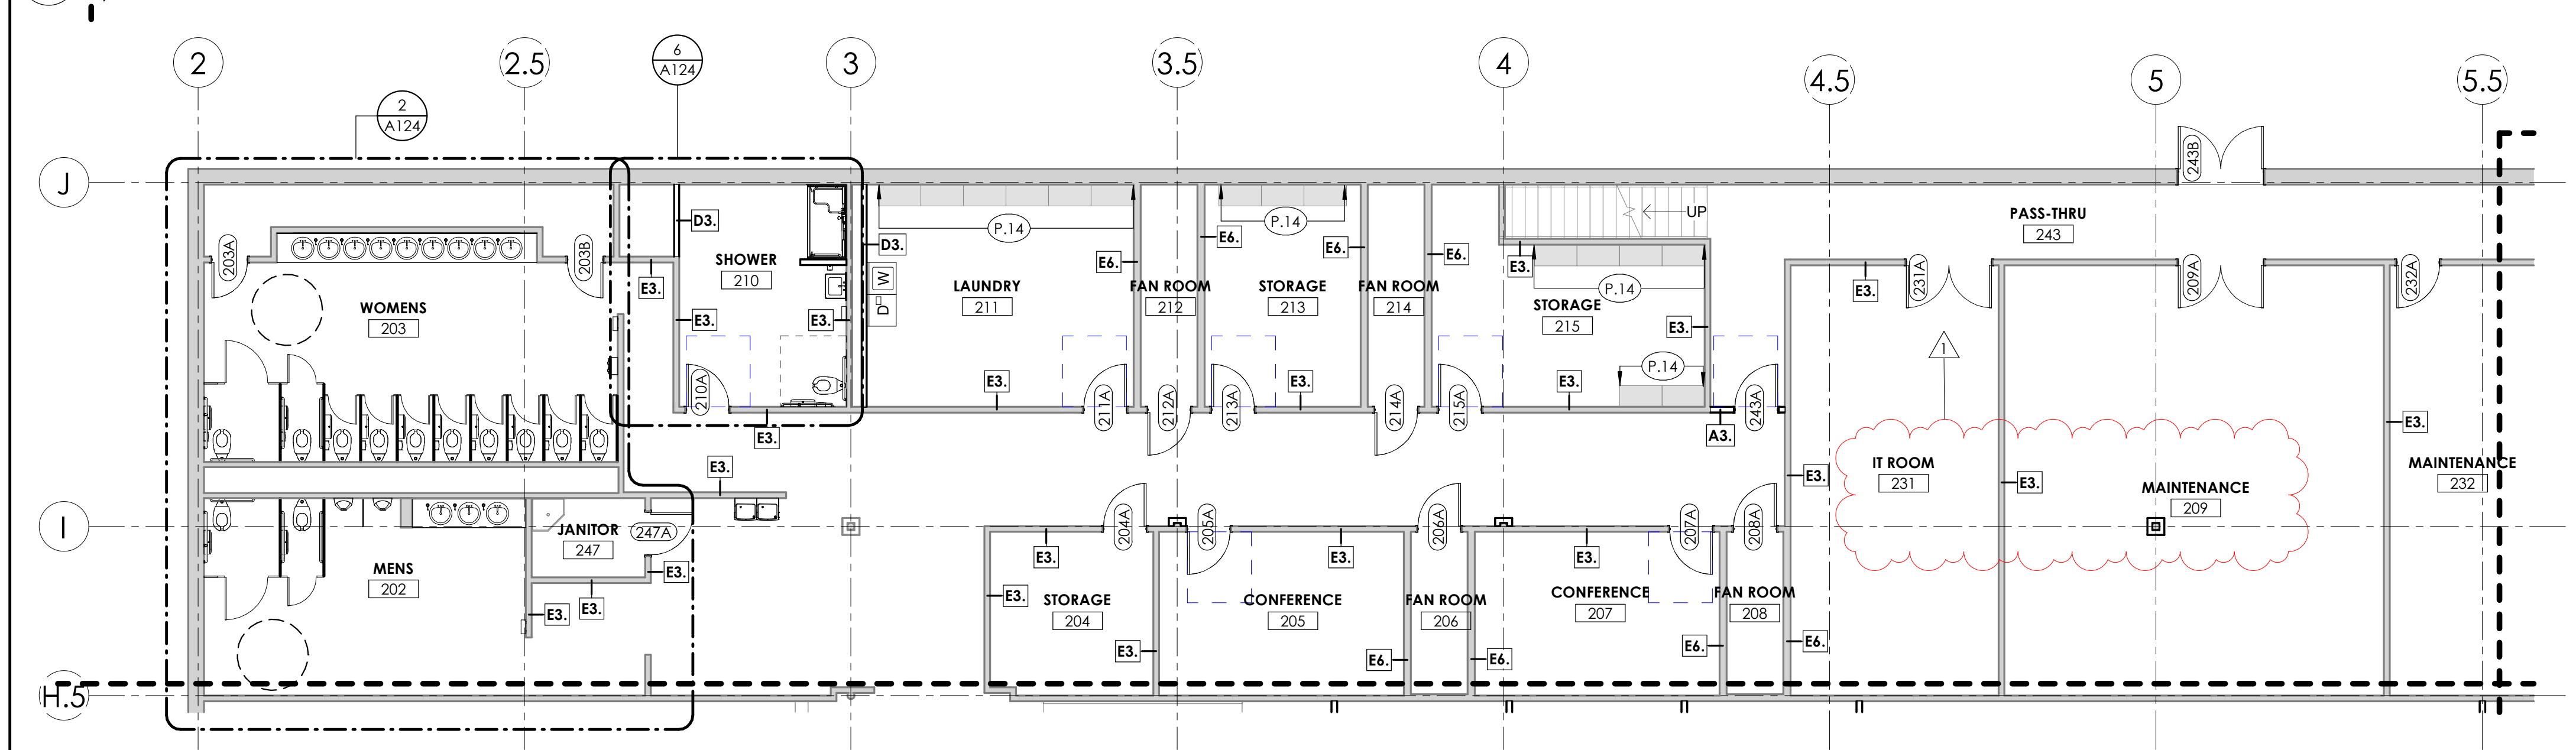 2
2.5
6
A124
3
3.5
4
4.5
5
5.5
2
A124
J
I
H.5
243B
UP
PASS-THRU
243
D3.
D3.
P.14
P.14
E6.
E6.
E6.
E6.
203A
203B
SHOWER
210
E3.
E3.
E3.
W
D
LAUNDRY
211
FAN ROOM
212
STORAGE
213
FAN ROOM
214
E3.
P.14
STORAGE
215
E3.
E3.
231A
209A
232A
WOMENS
203
1
P.14
210A
E3.
E3.
211A
212A
E3.
213A
214A
215A
E3.
A3.
243A
E3.
E3.
E3.
E3.
IT ROOM
231
MAINTENANCE
209
MAINTENANCE
232
JANITOR
247
247A
204A
205A
206A
207A
208A
E3.
E3.
E3.
MENS
202
E3.
E3.
E3.
E3.
STORAGE
204
CONFERENCE
205
FAN ROOM
206
CONFERENCE
207
FAN ROOM
208
E3.
E6.
E6.
E6.
E6.